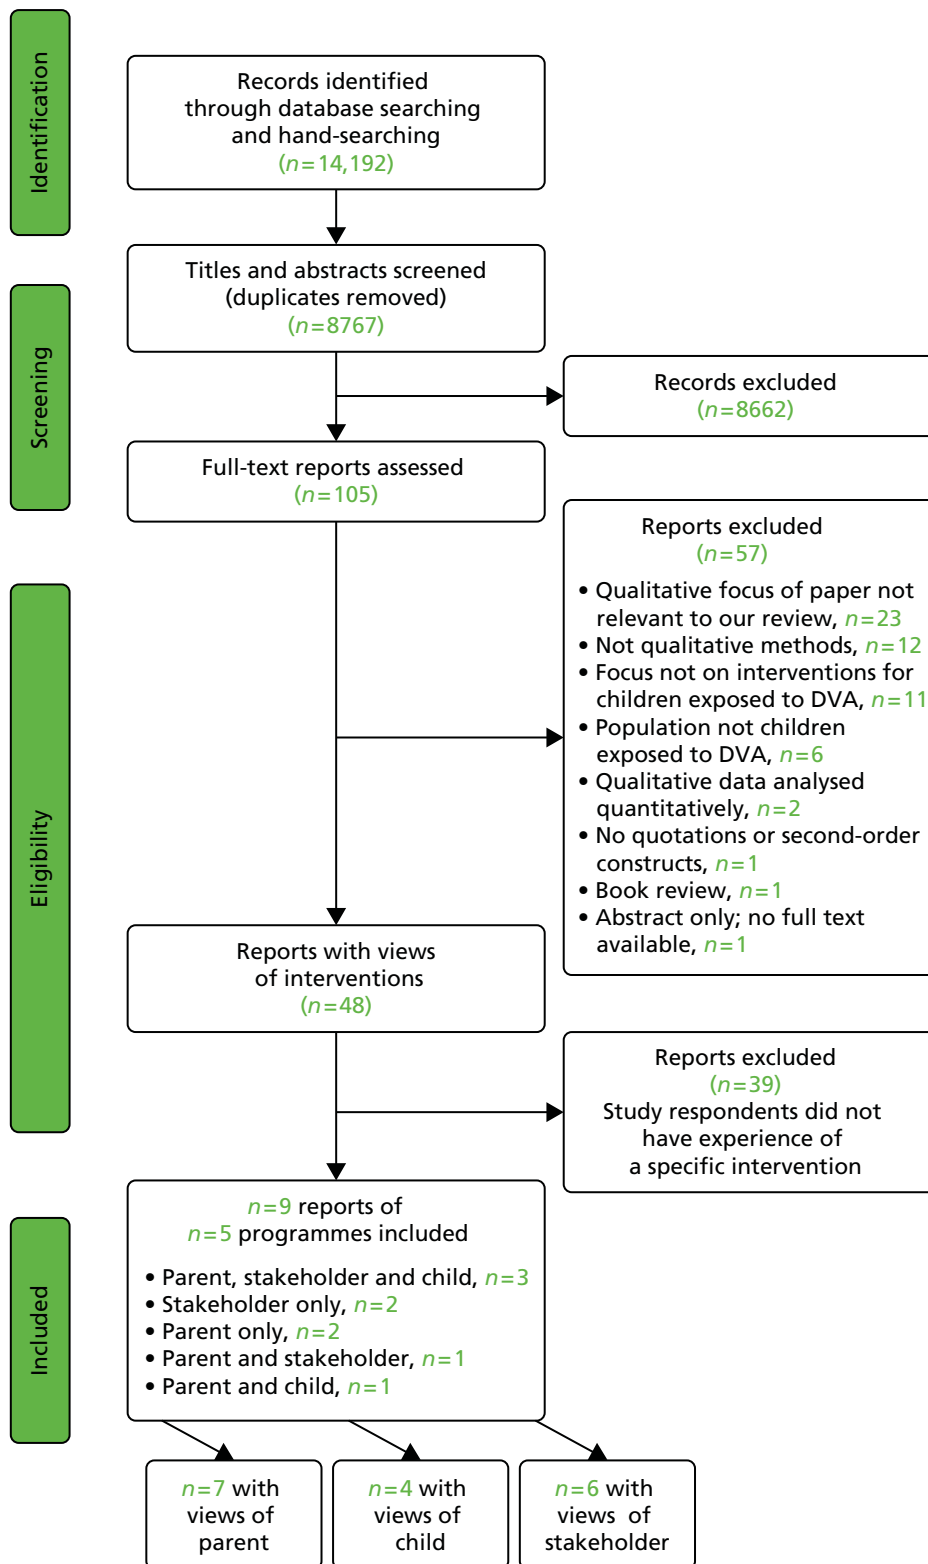 Identification
Records identified
through database searching
and hand-searching
(n=14,192)
Screening
Titles and abstracts screened
(duplicates removed)
(n=8767)
Records excluded
(n=8662)
Full-text reports assessed
(n=105)
Eligibility
Reports excluded
(n=57)
• Qualitative focus of paper not
relevant to our review, n=23
• Not qualitative methods, n=12
• Focus not on interventions for
children exposed to DVA, n=11
• Population not children
exposed to DVA, n=6
• Qualitative data analysed
quantitatively, n=2
• No quotations or second-order
constructs, n=1
• Book review, n=1
• Abstract only; no full text
available, n=1
Reports with views
of interventions
(n=48)
Reports excluded
(n=39)
Study respondents did not
have experience of
a specific intervention
Included
n=9 reports of
n=5 programmes included
• Parent, stakeholder and child, n=3
• Stakeholder only, n=2
• Parent only, n=2
• Parent and stakeholder, n=1
• Parent and child, n=1
n=7 with
views of
parent
n=4 with
views of
child
n=6 with
views of
stakeholder